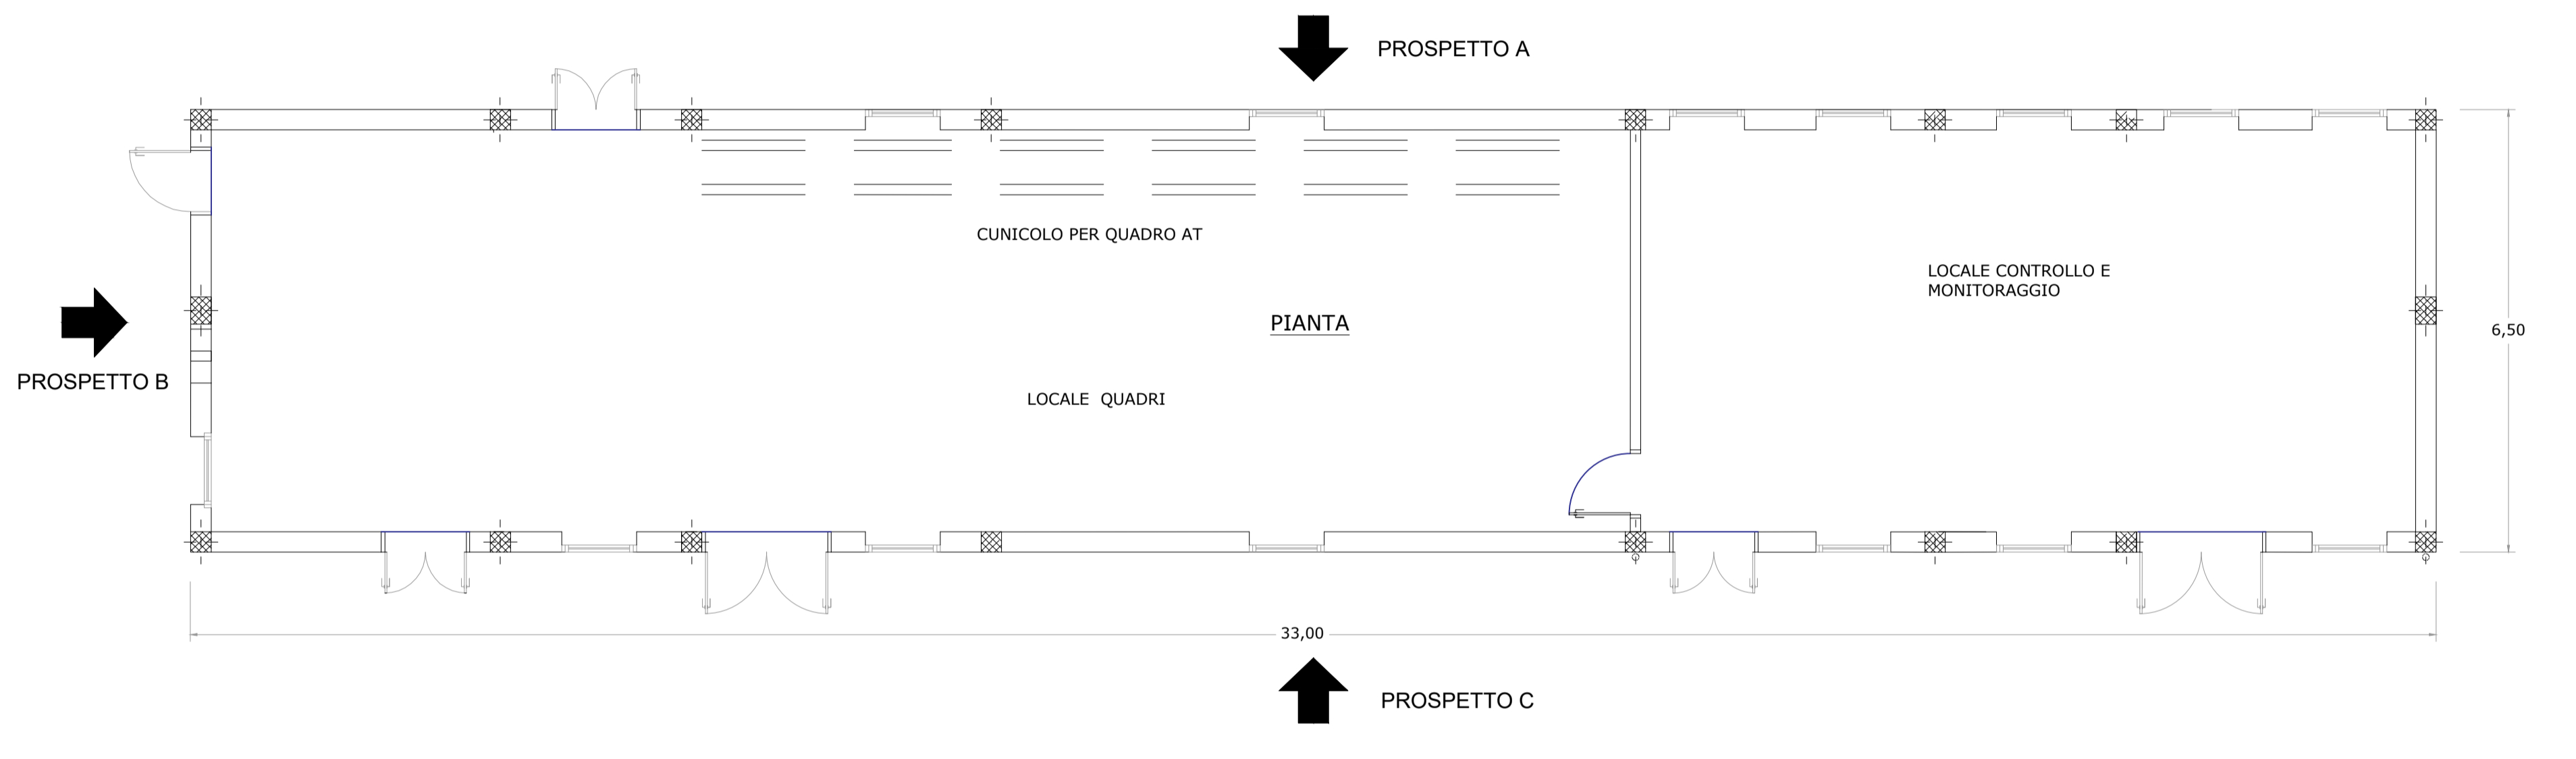 PROSPETTO A
CUNICOLO PER QUADRO AT
LOCALE CONTROLLO E
MONITORAGGIO
PIANTA
6,50
PROSPETTO B
LOCALE QUADRI
33,00
PROSPETTO C